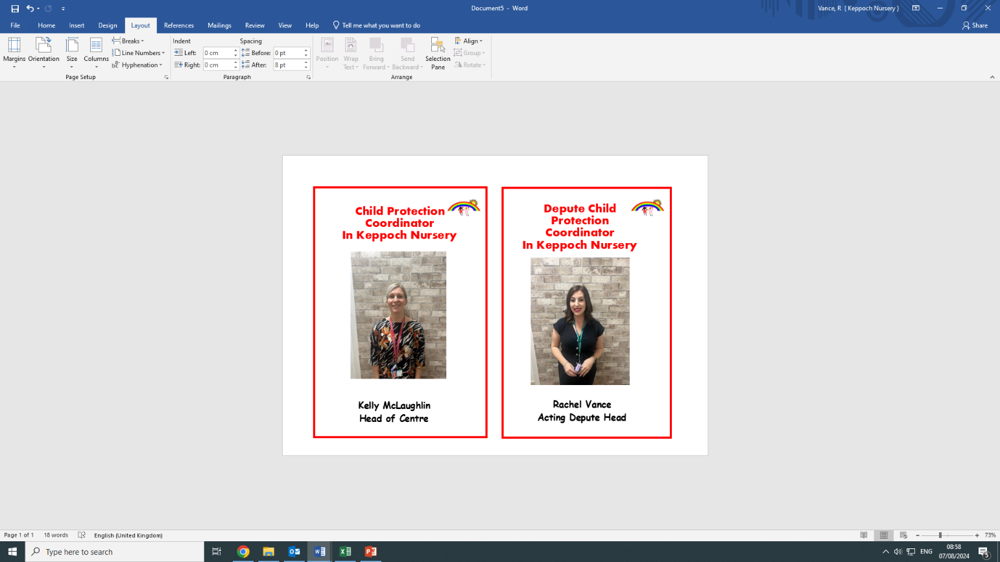 Document5 - Word
Vance, R ( Keppoch Nursery )
File Home Insert Design Layout References Mailings Review View Help Tell me what you want to do Share
Margins Orientation Size Columns
Breaks
Line Numbers
Hyphenation
Page Setup
Indent Spacing
Left: 0 cm Before: 0 pt
Right: 0 cm After: 8 pt
Paragraph
Position
Wrap Text
Bring Forward
Send Backward
Selection Pane
Align
Group
Rotate
Arrange
Child Protection
Coordinator
In Keppoch Nursery
Kelly McLaughlin
Head of Centre
Depute Child
Protection
Coordinator
In Keppoch Nursery
Rachel Vance
Acting Depute Head
Page 1 of 1 18 words English (United Kingdom) 73%
Type here to search
ENG
08:58
07/08/2024
5